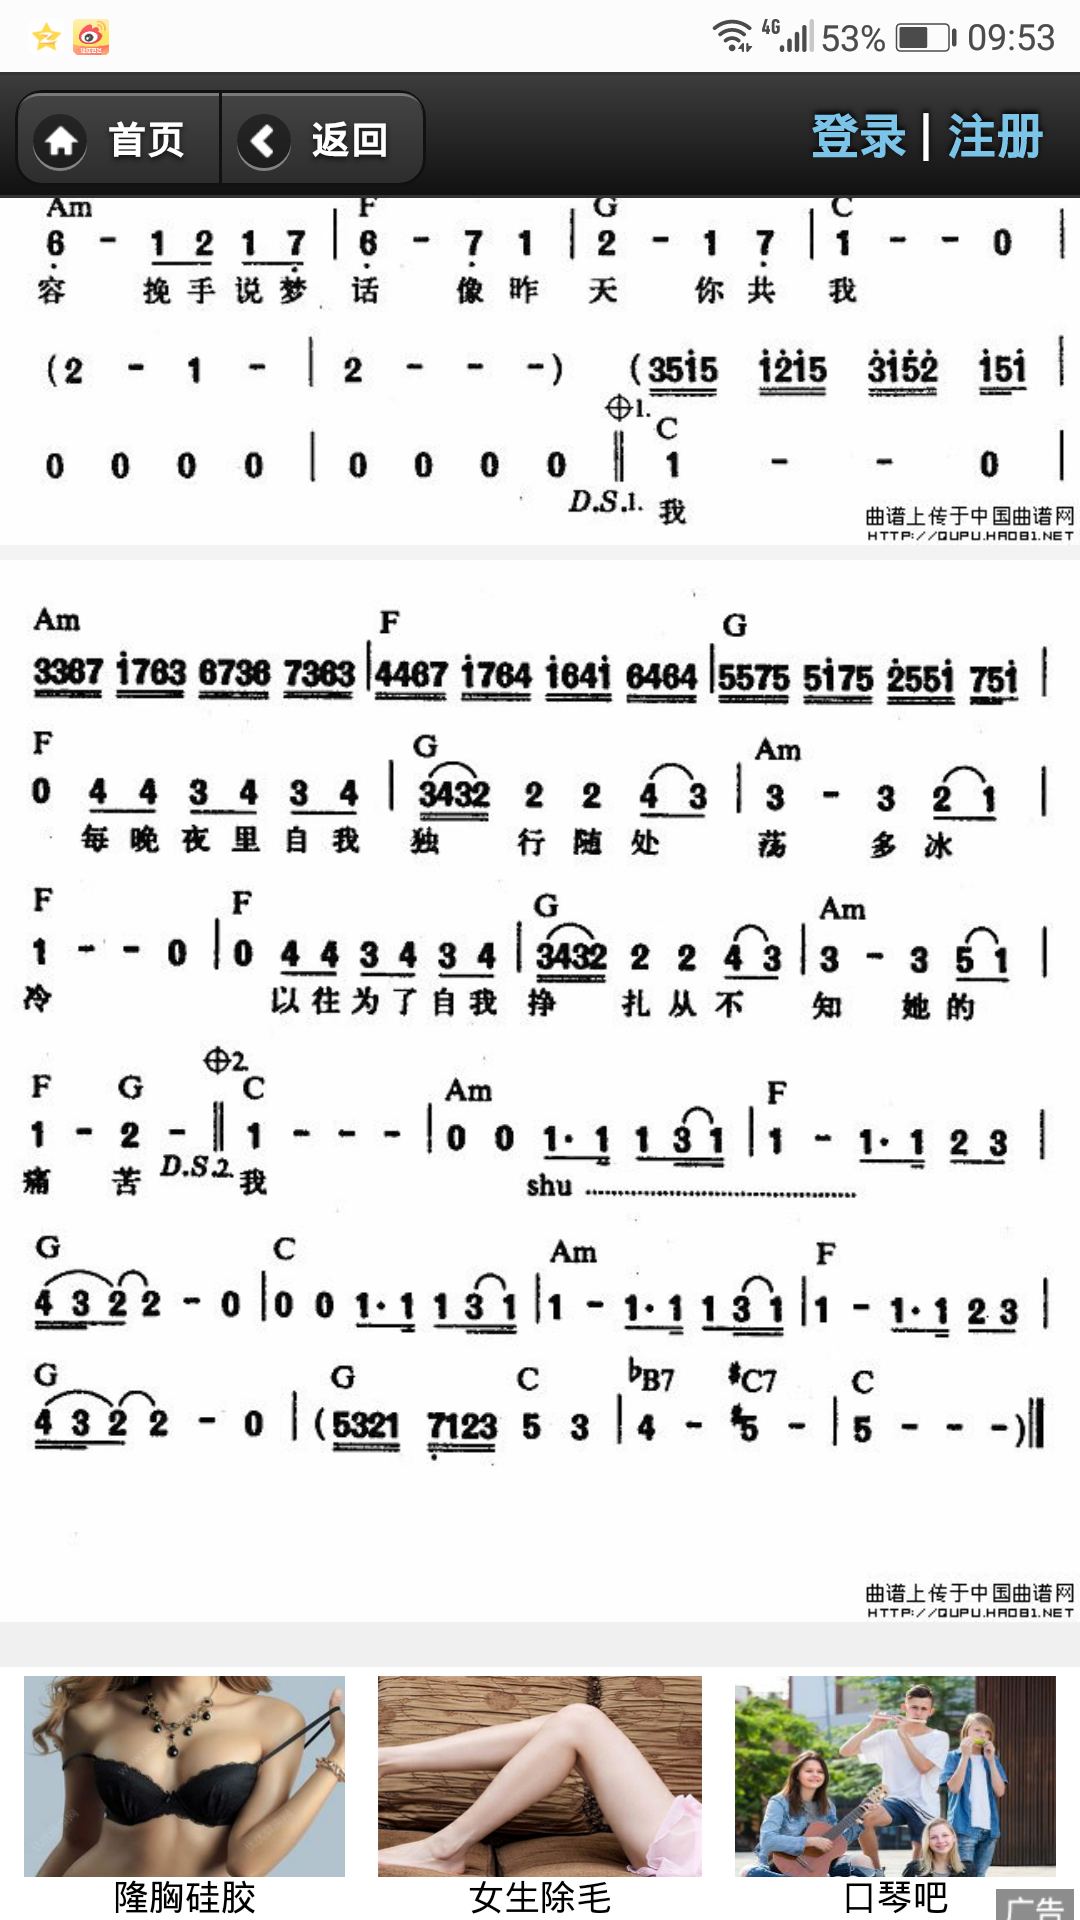 4G 53% 09:53
首页 返回 登录 | 注册
Am F G C
6 - 1 2 1 7 | 6 - 7 1 | 2 - 1 7 | 1 - - 0 |
容 挽 手 说 梦 话 像 昨 天 你 共 我
(2 - 1 - | 2 - - -) (3515 1215 3152 151 |
⊕1.
C
0 0 0 0 | 0 0 0 0 || 1 - - 0 |
D.S.1. 我
曲谱上传于中国曲谱网
HTTP://QUPU.HAO81.NET
Am F G
3367 1763 6736 7363 | 4467 1764 1641 6464 | 5575 5175 2551 751 |
F G Am
0 4 4 3 4 3 4 | 3432 2 2 4 3 | 3 - 3 2 1 |
每 晚 夜 里 自 我 独 行 随 处 荡 多 冰
F F G Am
1 - - 0 | 0 4 4 3 4 3 4 | 3432 2 2 4 3 | 3 - 3 5 1 |
冷 以 往 为 了 自 我 挣 扎 从 不 知 她 的
⊕2.
F G C Am F
1 - 2 - || 1 - - - | 0 0 1· 1 1 3 1 | 1 - 1· 1 2 3 |
痛 苦 D.S.2. 我 shu
G C Am F
4 3 2 2 - 0 | 0 0 1· 1 1 3 1 | 1 - 1· 1 1 3 1 | 1 - 1· 1 2 3 |
G G C ♭B7 #C7 C
4 3 2 2 - 0 | (5321 7123 5 3 | 4 - #5 - | 5 - - -) ||
曲谱上传于中国曲谱网
HTTP://QUPU.HAO81.NET
隆胸硅胶 女生除毛 口琴吧
广告